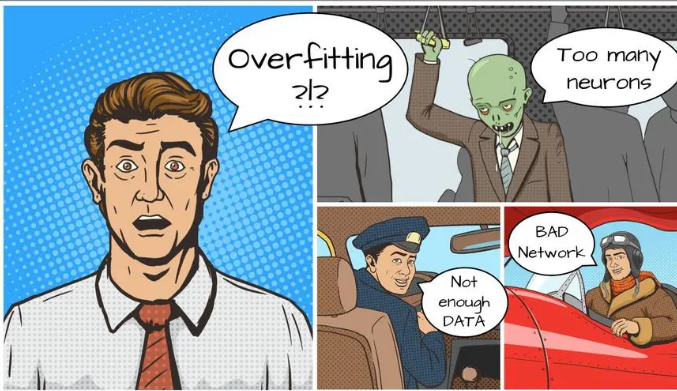 Overfitting
?!?
Too many
neurons
Not
enough
DATA
BAD
Network